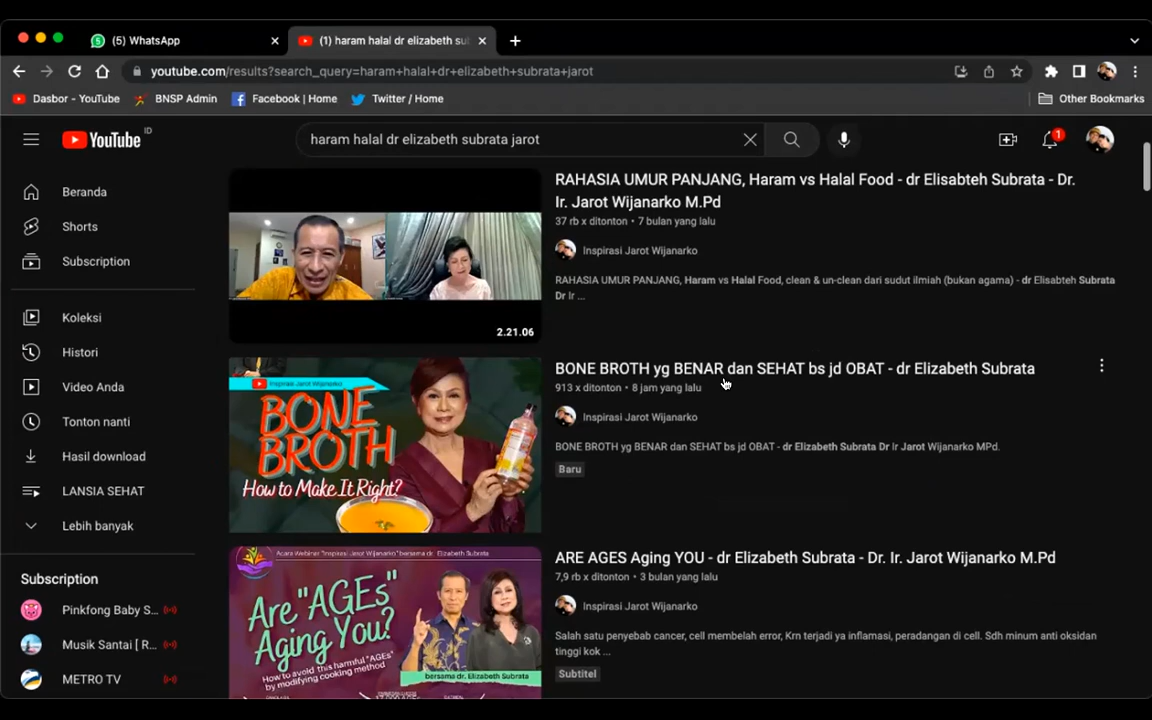 (5) WhatsApp
(1) haram halal dr elizabeth su
youtube.com/results?search_query=haram+halal+dr+elizabeth+subrata+jarot
Dasbor - YouTube
BNSP Admin
Facebook | Home
Twitter / Home
Other Bookmarks
YouTube ID
haram halal dr elizabeth subrata jarot
1
Beranda
Shorts
Subscription
Koleksi
Histori
Video Anda
Tonton nanti
Hasil download
LANSIA SEHAT
Lebih banyak
Subscription
Pinkfong Baby S...
Musik Santai [ R...
METRO TV
2.21.06
RAHASIA UMUR PANJANG, Haram vs Halal Food - dr Elisabteh Subrata - Dr.
Ir. Jarot Wijanarko M.Pd
37 rb x ditonton • 7 bulan yang lalu
Inspirasi Jarot Wijanarko
RAHASIA UMUR PANJANG, Haram vs Halal Food, clean & un-clean dari sudut ilmiah (bukan agama) - dr Elisabteh Subrata
Dr Ir ...
Inspirasi Jarot Wijanarko
BONE
BROTH
How to Make It Right?
BONE BROTH yg BENAR dan SEHAT bs jd OBAT - dr Elizabeth Subrata
913 x ditonton • 8 jam yang lalu
Inspirasi Jarot Wijanarko
BONE BROTH yg BENAR dan SEHAT bs jd OBAT - dr Elizabeth Subrata Dr Ir Jarot Wijanarko MPd.
Baru
Acara Webinar "Inspirasi Jarot Wijanarko" bersama dr. Elizabeth Subrata
Are "AGEs"
Aging You?
How to avoid this harmful "AGEs"
by modifying cooking method
bersama dr. Elizabeth Subrata
ARE AGES Aging YOU - dr Elizabeth Subrata - Dr. Ir. Jarot Wijanarko M.Pd
7,9 rb x ditonton • 3 bulan yang lalu
Inspirasi Jarot Wijanarko
Salah satu penyebab cancer, cell membelah error, Krn terjadi ya inflamasi, peradangan di cell. Sdh minum anti oksidan
tinggi kok ...
Subtitel